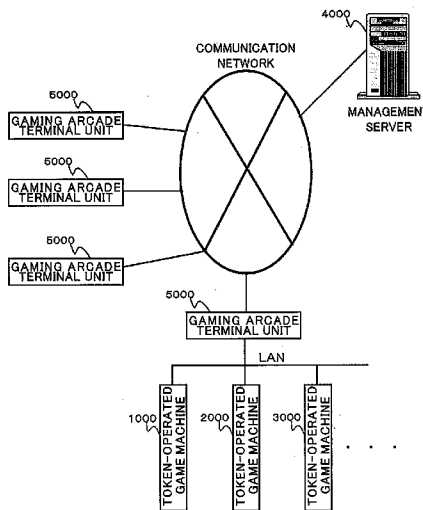 4000
COMMUNICATION
NETWORK
MANAGEMENT
SERVER
5000
GAMING ARCADE
TERMINAL UNIT
5000
GAMING ARCADE
TERMINAL UNIT
5000
GAMING ARCADE
TERMINAL UNIT
5000
GAMING ARCADE
TERMINAL UNIT
LAN
1000
TOKEN-OPERATED
GAME MACHINE
2000
TOKEN-OPERATED
GAME MACHINE
3000
TOKEN-OPERATED
GAME MACHINE
. . .